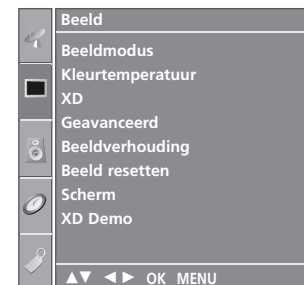 Beeld
Beeldmodus
Kleurtemperatuur
XD
Geavanceerd
Beeldverhouding
Beeld resetten
Scherm
XD Demo
▲▼ ◄► OK MENU